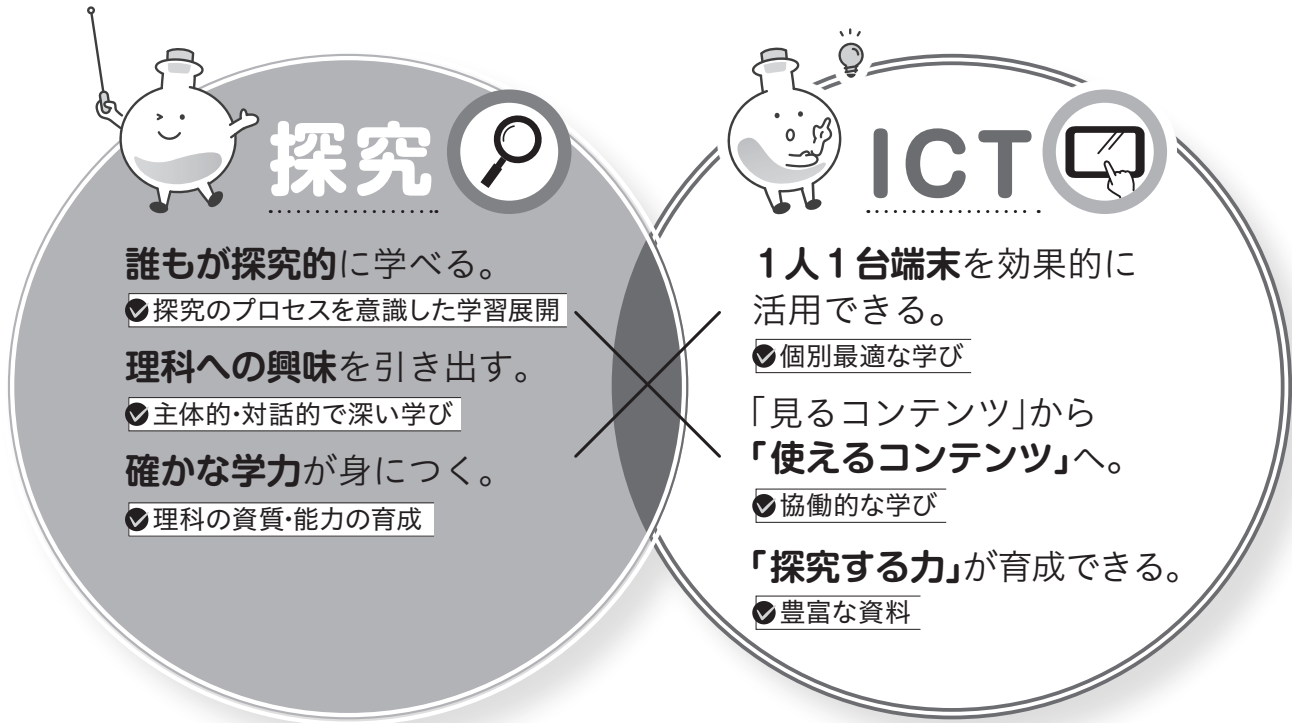 探究
誰もが探究的に学べる。
探究のプロセスを意識した学習展開
理科への興味を引き出す。
主体的・対話的で深い学び
確かな学力が身につく。
理科の資質・能力の育成
ICT
1人1台端末を効果的に
活用できる。
個別最適な学び
「見るコンテンツ」から
「使えるコンテンツ」へ。
協働的な学び
「探究する力」が育成できる。
豊富な資料